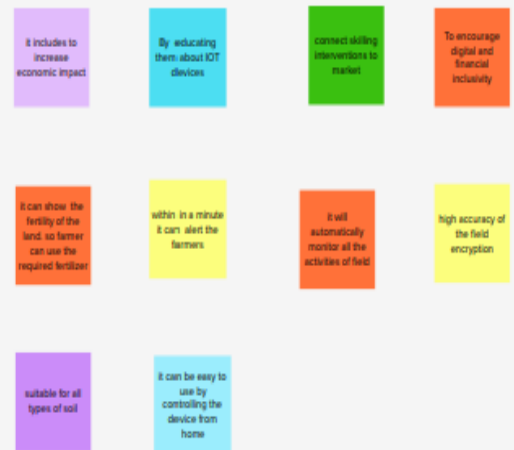 it includes to
increase
economic impact
By educating
them about IOT
dievices
connect skilling
interventions to
market
To encourage
digital and
financial
inclusivity
it can show the
fertility of the
land. so farmer
can use the
required fertilizer
within in a minute
it can alert the
farmers
it will
automatically
monitor all the
activities of field
high accuracy of
the field
encryption
suitable for all
types of soil
it can be easy to
use by
controlling the
device from
home